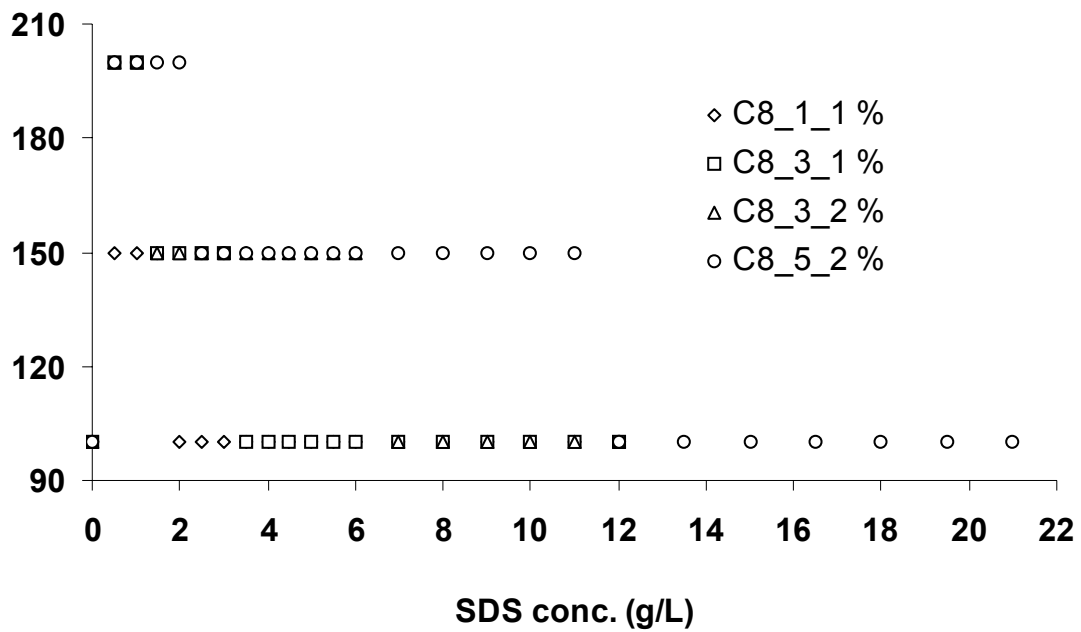 210
180
150
120
90
0 2 4 6 8 10 12 14 16 18 20 22
SDS conc. (g/L)
C8_1_1 %
C8_3_1 %
C8_3_2 %
C8_5_2 %